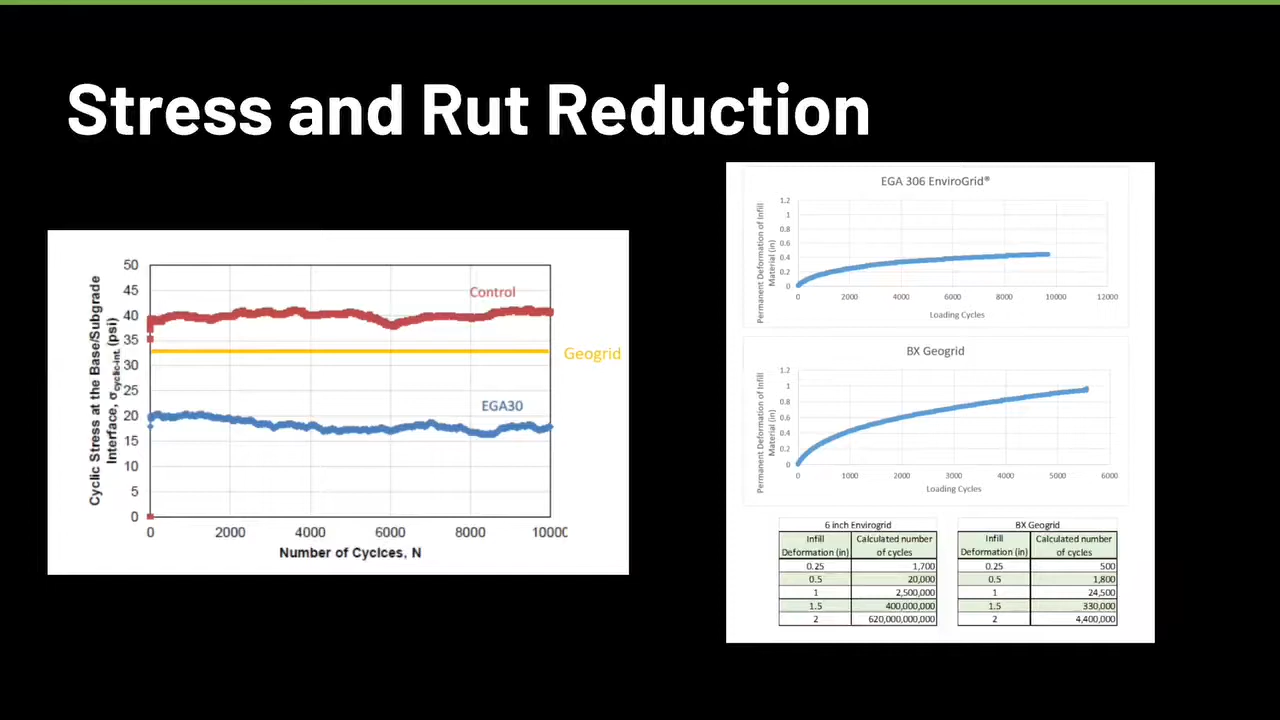 Stress and Rut Reduction
50
45
40
35
30
25
20
15
10
5
0
Cyclic Stress at the Base/Subgrade
Interface, σcyclic-int. (psi)
Control
Geogrid
EGA30
0 2000 4000 6000 8000 10000
Number of Cyclces, N
EGA 306 EnviroGrid®
Permanent Deformation of Infill
Material (in)
1.2
1
0.8
0.6
0.4
0.2
0
0 2000 4000 6000 8000 10000 12000
Loading Cycles
BX Geogrid
Permanent Deformation of Infill
Material (in)
1.2
1
0.8
0.6
0.4
0.2
0
0 1000 2000 3000 4000 5000 6000
Loading Cycles
6 inch Envirogrid
Infill Calculated number
Deformation (in) of cycles
0.25 1,700
0.5 20,000
1 2,500,000
1.5 400,000,000
2 620,000,000,000
BX Geogrid
Infill Calculated number
Deformation (in) of cycles
0.25 500
0.5 1,800
1 24,500
1.5 330,000
2 4,400,000